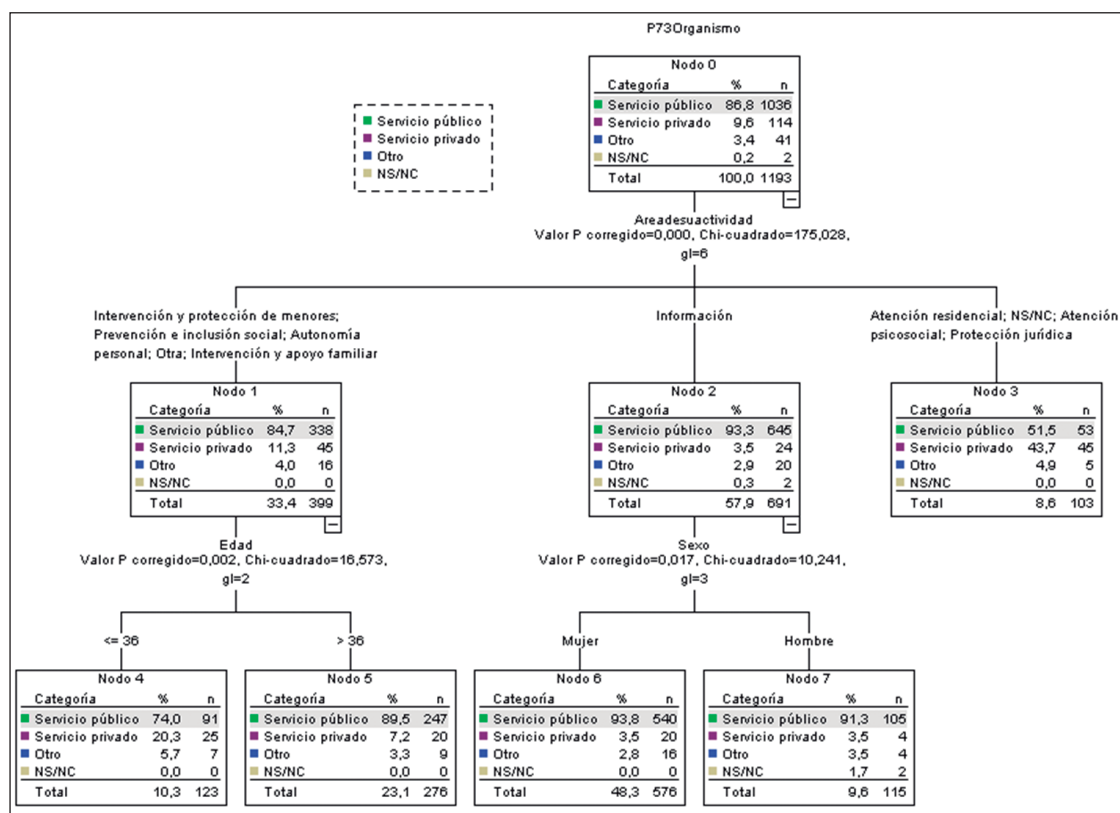 P73Organismo
Nodo 0
Categoría % n
Servicio público 86,8 1036
Servicio privado 9,6 114
Otro 3,4 41
NS/NC 0,2 2
Total 100,0 1193
Servicio público
Servicio privado
Otro
NS/NC
Areadesuactividad
Valor P corregido=0,000, Chi-cuadrado=175,028,
gl=6
Intervención y protección de menores;
Prevención e inclusión social; Autonomía
personal; Otra; Intervención y apoyo familiar
Información
Atención residencial; NS/NC; Atención
psicosocial; Protección jurídica
Nodo 1
Categoría % n
Servicio público 84,7 338
Servicio privado 11,3 45
Otro 4,0 16
NS/NC 0,0 0
Total 33,4 399
Nodo 2
Categoría % n
Servicio público 93,3 645
Servicio privado 3,5 24
Otro 2,9 20
NS/NC 0,3 2
Total 57,9 691
Nodo 3
Categoría % n
Servicio público 51,5 53
Servicio privado 43,7 45
Otro 4,9 5
NS/NC 0,0 0
Total 8,6 103
Edad
Valor P corregido=0,002, Chi-cuadrado=16,573,
gl=2
Sexo
Valor P corregido=0,017, Chi-cuadrado=10,241,
gl=3
<= 36
> 36
Mujer
Hombre
Nodo 4
Categoría % n
Servicio público 74,0 91
Servicio privado 20,3 25
Otro 5,7 7
NS/NC 0,0 0
Total 10,3 123
Nodo 5
Categoría % n
Servicio público 89,5 247
Servicio privado 7,2 20
Otro 3,3 9
NS/NC 0,0 0
Total 23,1 276
Nodo 6
Categoría % n
Servicio público 93,8 540
Servicio privado 3,5 20
Otro 2,8 16
NS/NC 0,0 0
Total 48,3 576
Nodo 7
Categoría % n
Servicio público 91,3 105
Servicio privado 3,5 4
Otro 3,5 4
NS/NC 1,7 2
Total 9,6 115